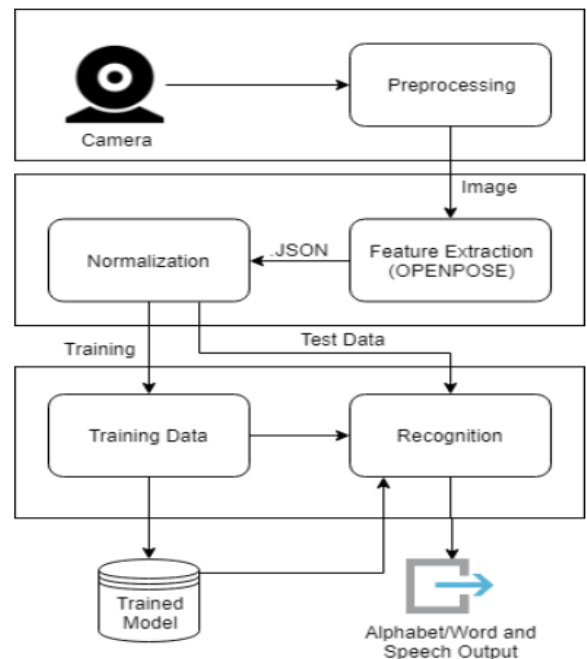 Camera
Preprocessing
Image
Normalization
.JSON
Feature Extraction
(OPENPOSE)
Training
Test Data
Training Data
Recognition
Trained
Model
Alphabet/Word and
Speech Output